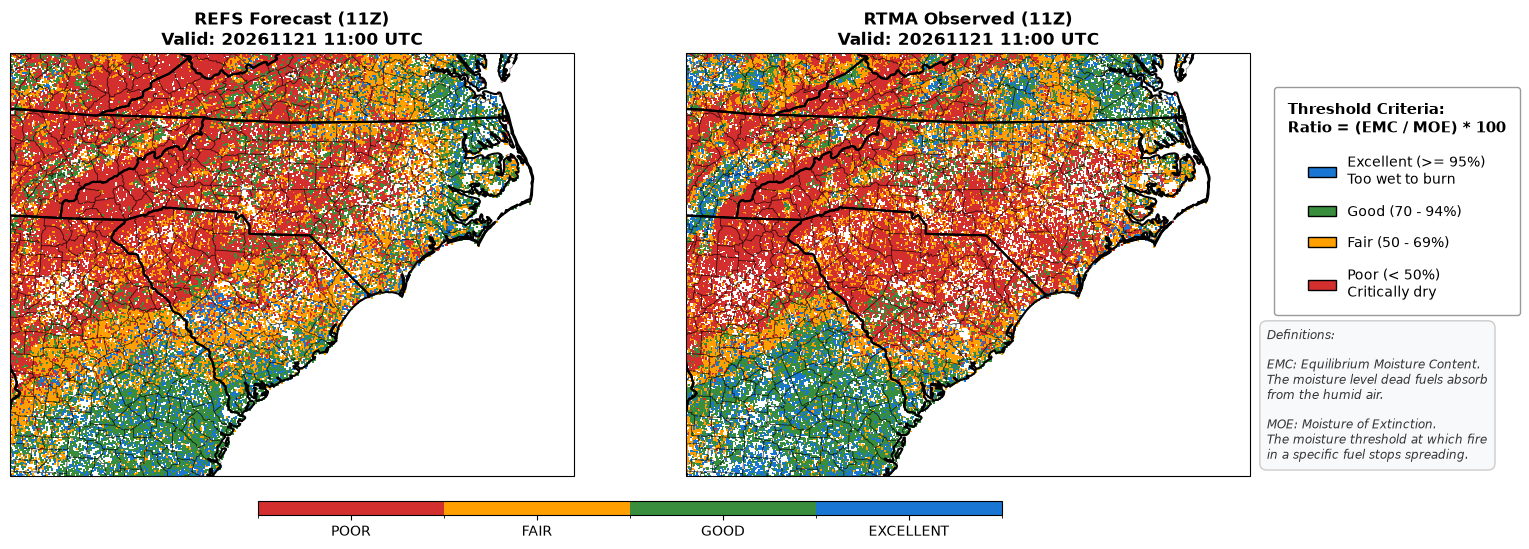 REFS Forecast (11Z)
Valid: 20261121 11:00 UTC
RTMA Observed (11Z)
Valid: 20261121 11:00 UTC
Threshold Criteria:
Ratio = (EMC / MOE) * 100
Excellent (>= 95%)
Too wet to burn
Good (70 - 94%)
Fair (50 - 69%)
Poor (< 50%)
Critically dry
Definitions:
EMC: Equilibrium Moisture Content.
The moisture level dead fuels absorb
from the humid air.
MOE: Moisture of Extinction.
The moisture threshold at which fire
in a specific fuel stops spreading.
POOR
FAIR
GOOD
EXCELLENT